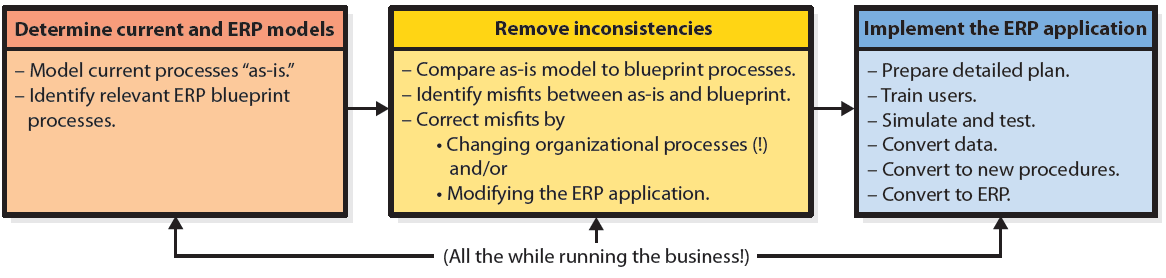 Determine current and ERP models
– Model current processes “as-is.”
– Identify relevant ERP blueprint
processes.
Remove inconsistencies
– Compare as-is model to blueprint processes.
– Identify misfits between as-is and blueprint.
– Correct misfits by
• Changing organizational processes (!)
and/or
• Modifying the ERP application.
Implement the ERP application
– Prepare detailed plan.
– Train users.
– Simulate and test.
– Convert data.
– Convert to new procedures.
– Convert to ERP.
(All the while running the business!)